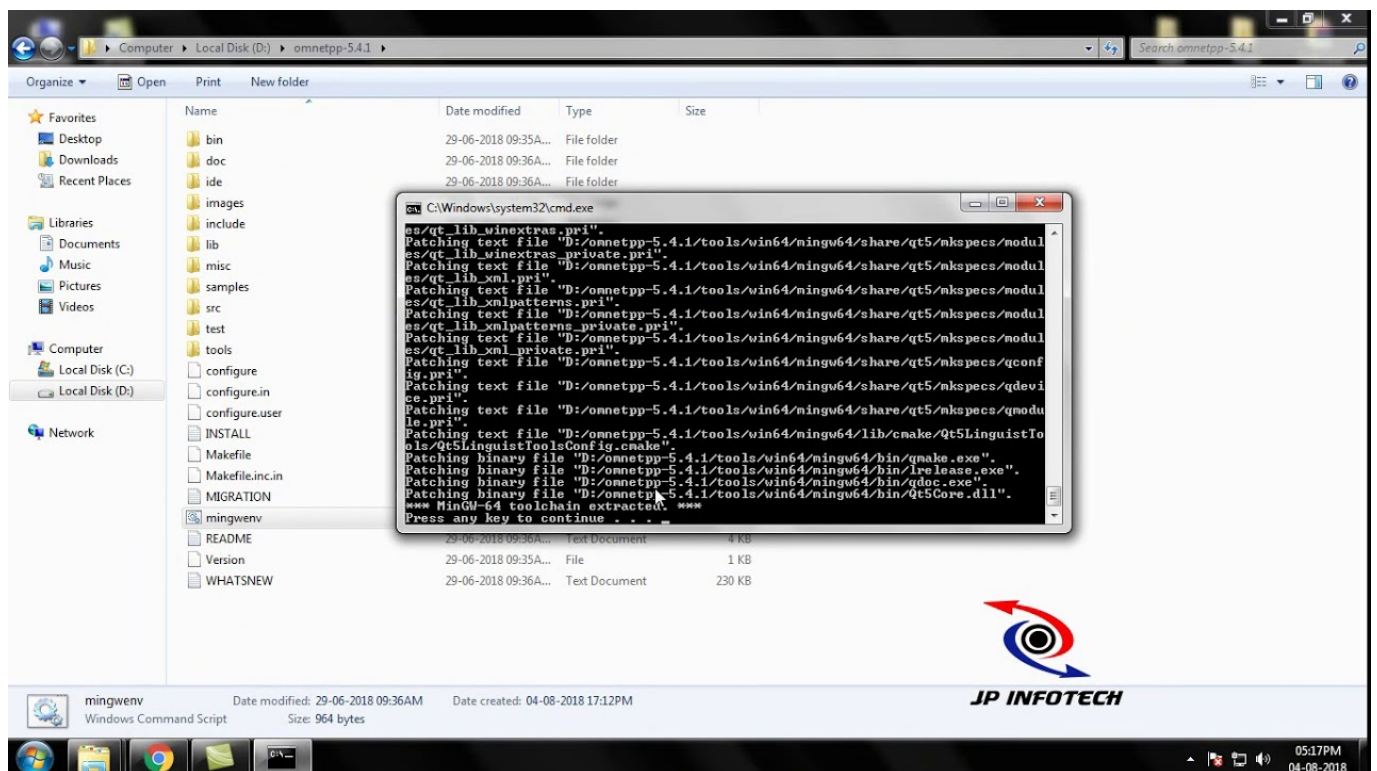 Computer ▸ Local Disk (D:) ▸ omnetpp-5.4.1 ▸
Search omnetpp-5.4.1
Organize Open Print New folder
Name Date modified Type Size
Favorites
Desktop
Downloads
Recent Places
Libraries
Documents
Music
Pictures
Videos
Computer
Local Disk (C:)
Local Disk (D:)
Network
bin 29-06-2018 09:35A... File folder
doc 29-06-2018 09:36A... File folder
ide 29-06-2018 09:36A... File folder
images
include
lib
misc
samples
src
test
tools
configure
configure.in
configure.user
INSTALL
Makefile
Makefile.inc.in
MIGRATION
mingwenv
README 29-06-2018 09:36A... Text Document 4 KB
Version 29-06-2018 09:35A... File 1 KB
WHATSNEW 29-06-2018 09:36A... Text Document 230 KB
C:\Windows\system32\cmd.exe
es/qt_lib_winextras.pri".
Patching text file "D:/omnetpp-5.4.1/tools/win64/mingw64/share/qt5/mkspecs/modul
es/qt_lib_winextras_private.pri".
Patching text file "D:/omnetpp-5.4.1/tools/win64/mingw64/share/qt5/mkspecs/modul
es/qt_lib_xml.pri".
Patching text file "D:/omnetpp-5.4.1/tools/win64/mingw64/share/qt5/mkspecs/modul
es/qt_lib_xmlpatterns.pri".
Patching text file "D:/omnetpp-5.4.1/tools/win64/mingw64/share/qt5/mkspecs/modul
es/qt_lib_xmlpatterns_private.pri".
Patching text file "D:/omnetpp-5.4.1/tools/win64/mingw64/share/qt5/mkspecs/modul
es/qt_lib_xml_private.pri".
Patching text file "D:/omnetpp-5.4.1/tools/win64/mingw64/share/qt5/mkspecs/qconf
ig.pri".
Patching text file "D:/omnetpp-5.4.1/tools/win64/mingw64/share/qt5/mkspecs/qdevi
ce.pri".
Patching text file "D:/omnetpp-5.4.1/tools/win64/mingw64/share/qt5/mkspecs/qmodu
le.pri".
Patching text file "D:/omnetpp-5.4.1/tools/win64/mingw64/lib/cmake/Qt5LinguistTo
ols/Qt5LinguistToolsConfig.cmake".
Patching binary file "D:/omnetpp-5.4.1/tools/win64/mingw64/bin/qmake.exe".
Patching binary file "D:/omnetpp-5.4.1/tools/win64/mingw64/bin/lrelease.exe".
Patching binary file "D:/omnetpp-5.4.1/tools/win64/mingw64/bin/qdoc.exe".
Patching binary file "D:/omnetpp-5.4.1/tools/win64/mingw64/bin/Qt5Core.dll".
*** MinGW-64 toolchain extracted. ***
Press any key to continue . . . _
JP INFOTECH
mingwenv Date modified: 29-06-2018 09:36AM Date created: 04-08-2018 17:12PM
Windows Command Script Size: 964 bytes
05:17PM
04-08-2018